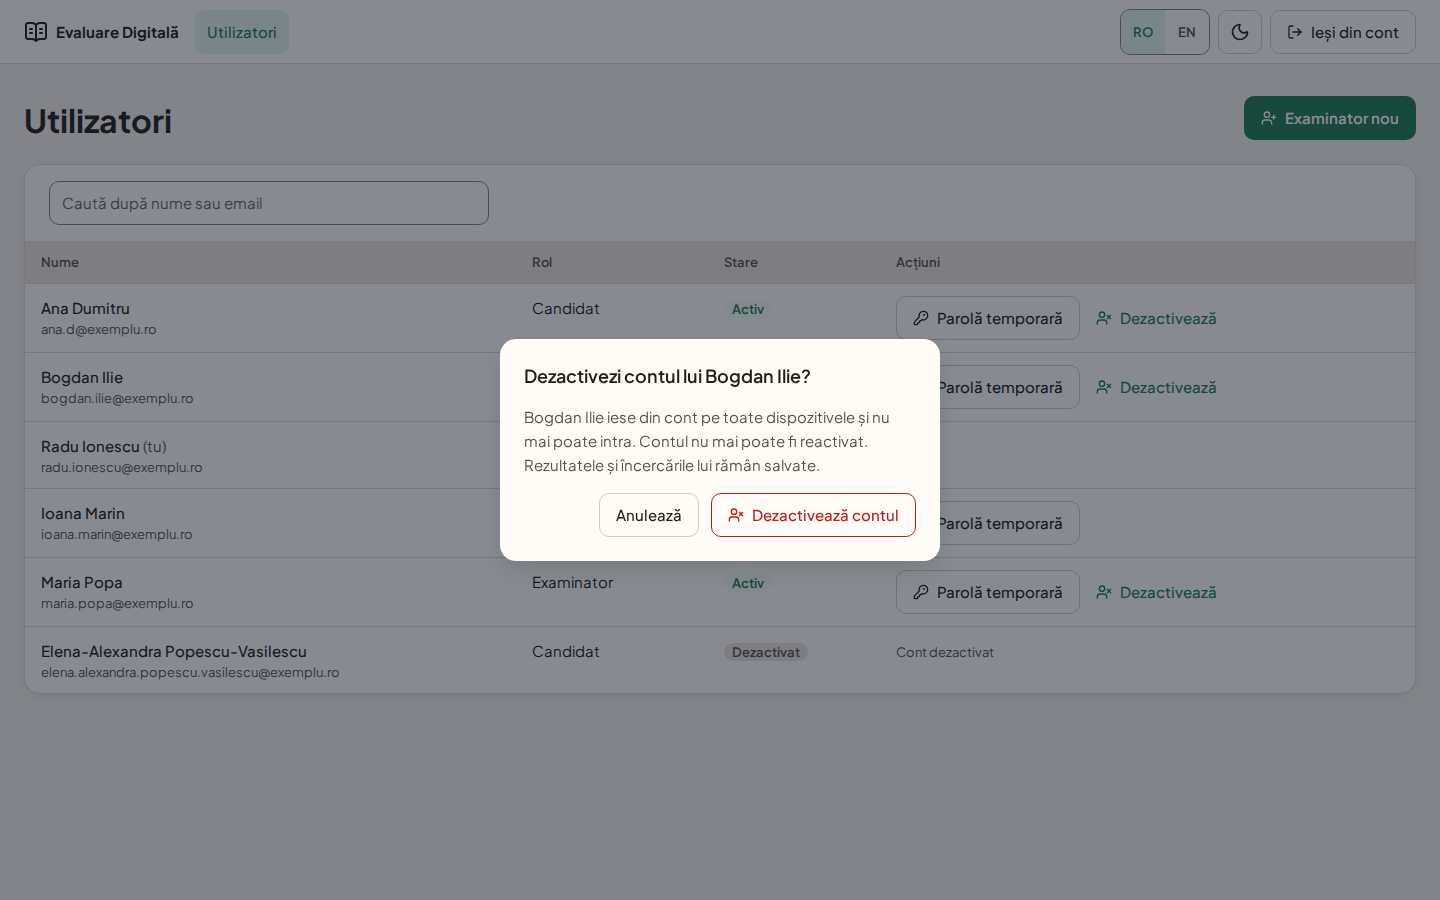 Evaluare Digitală
Utilizatori
RO
EN
Ieși din cont
Utilizatori
Examinator nou
Caută după nume sau email
Nume
Rol
Stare
Acțiuni
Ana Dumitru
ana.d@exemplu.ro
Candidat
Activ
Parolă temporară
Dezactivează
Bogdan Ilie
bogdan.ilie@exemplu.ro
Parolă temporară
Dezactivează
Radu Ionescu (tu)
radu.ionescu@exemplu.ro
Ioana Marin
ioana.marin@exemplu.ro
Parolă temporară
Maria Popa
maria.popa@exemplu.ro
Examinator
Activ
Parolă temporară
Dezactivează
Elena-Alexandra Popescu-Vasilescu
elena.alexandra.popescu.vasilescu@exemplu.ro
Candidat
Dezactivat
Cont dezactivat
Dezactivezi contul lui Bogdan Ilie?
Bogdan Ilie iese din cont pe toate dispozitivele și nu
mai poate intra. Contul nu mai poate fi reactivat.
Rezultatele și încercările lui rămân salvate.
Anulează
Dezactivează contul